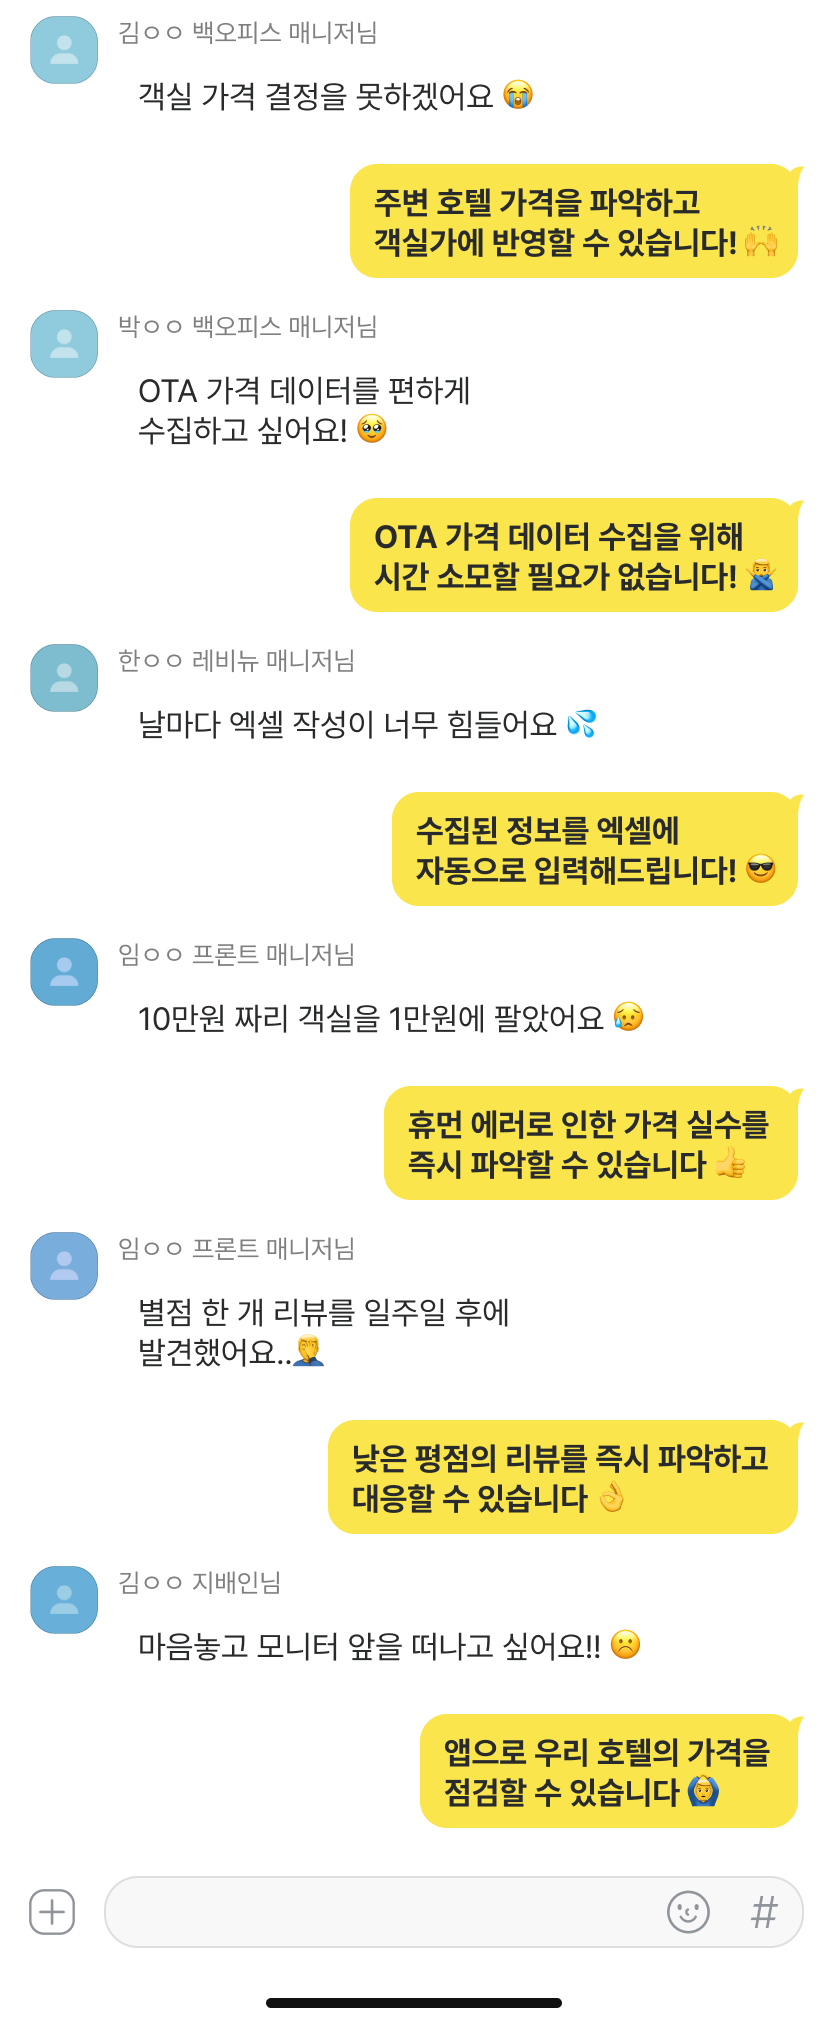 김ㅇㅇ 백오피스 매니저님
객실 가격 결정을 못하겠어요 😭
주변 호텔 가격을 파악하고
객실가에 반영할 수 있습니다! 🙌
박ㅇㅇ 백오피스 매니저님
OTA 가격 데이터를 편하게
수집하고 싶어요! 🥹
OTA 가격 데이터 수집을 위해
시간 소모할 필요가 없습니다! 🙅‍♂️
한ㅇㅇ 레비뉴 매니저님
날마다 엑셀 작성이 너무 힘들어요 💦
수집된 정보를 엑셀에
자동으로 입력해드립니다! 😎
임ㅇㅇ 프론트 매니저님
10만원 짜리 객실을 1만원에 팔았어요 😥
휴먼 에러로 인한 가격 실수를
즉시 파악할 수 있습니다 👍
임ㅇㅇ 프론트 매니저님
별점 한 개 리뷰를 일주일 후에
발견했어요..🤦‍♂️
낮은 평점의 리뷰를 즉시 파악하고
대응할 수 있습니다 👌
김ㅇㅇ 지배인님
마음놓고 모니터 앞을 떠나고 싶어요!! ☹️
앱으로 우리 호텔의 가격을
점검할 수 있습니다 🙆‍♂️
#